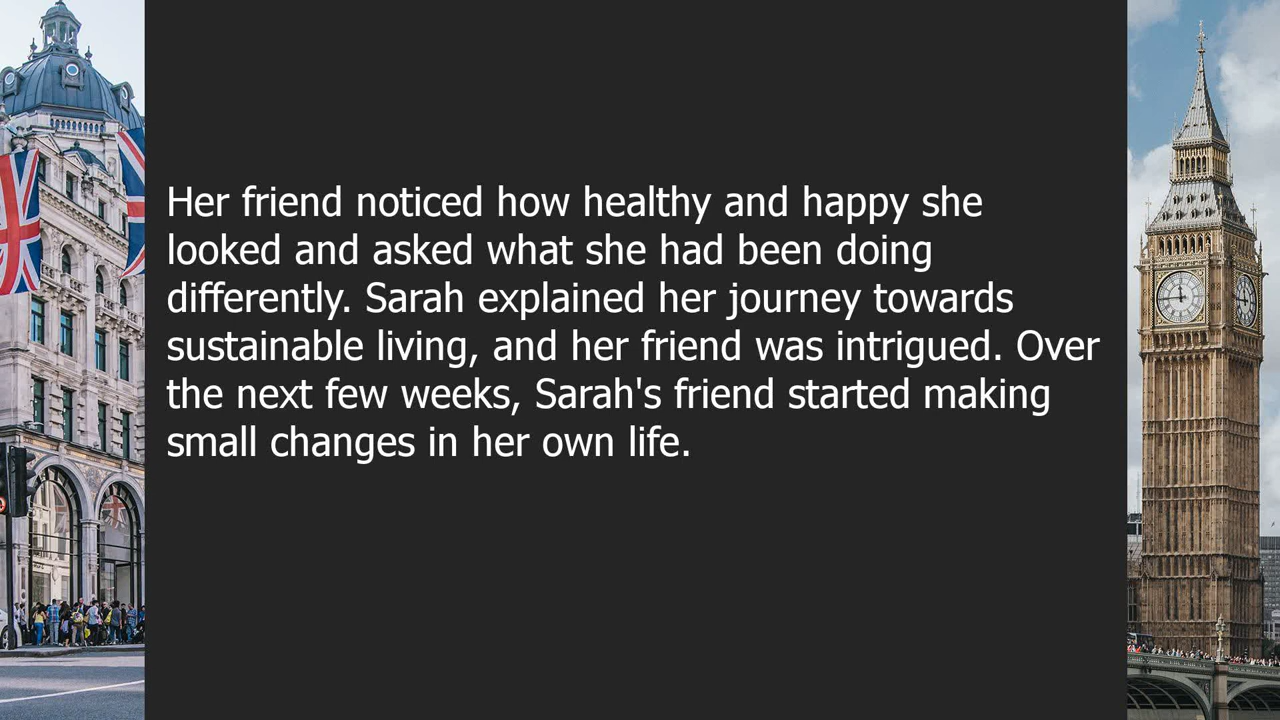 Her friend noticed how healthy and happy she
looked and asked what she had been doing
differently. Sarah explained her journey towards
sustainable living, and her friend was intrigued. Over
the next few weeks, Sarah's friend started making
small changes in her own life.